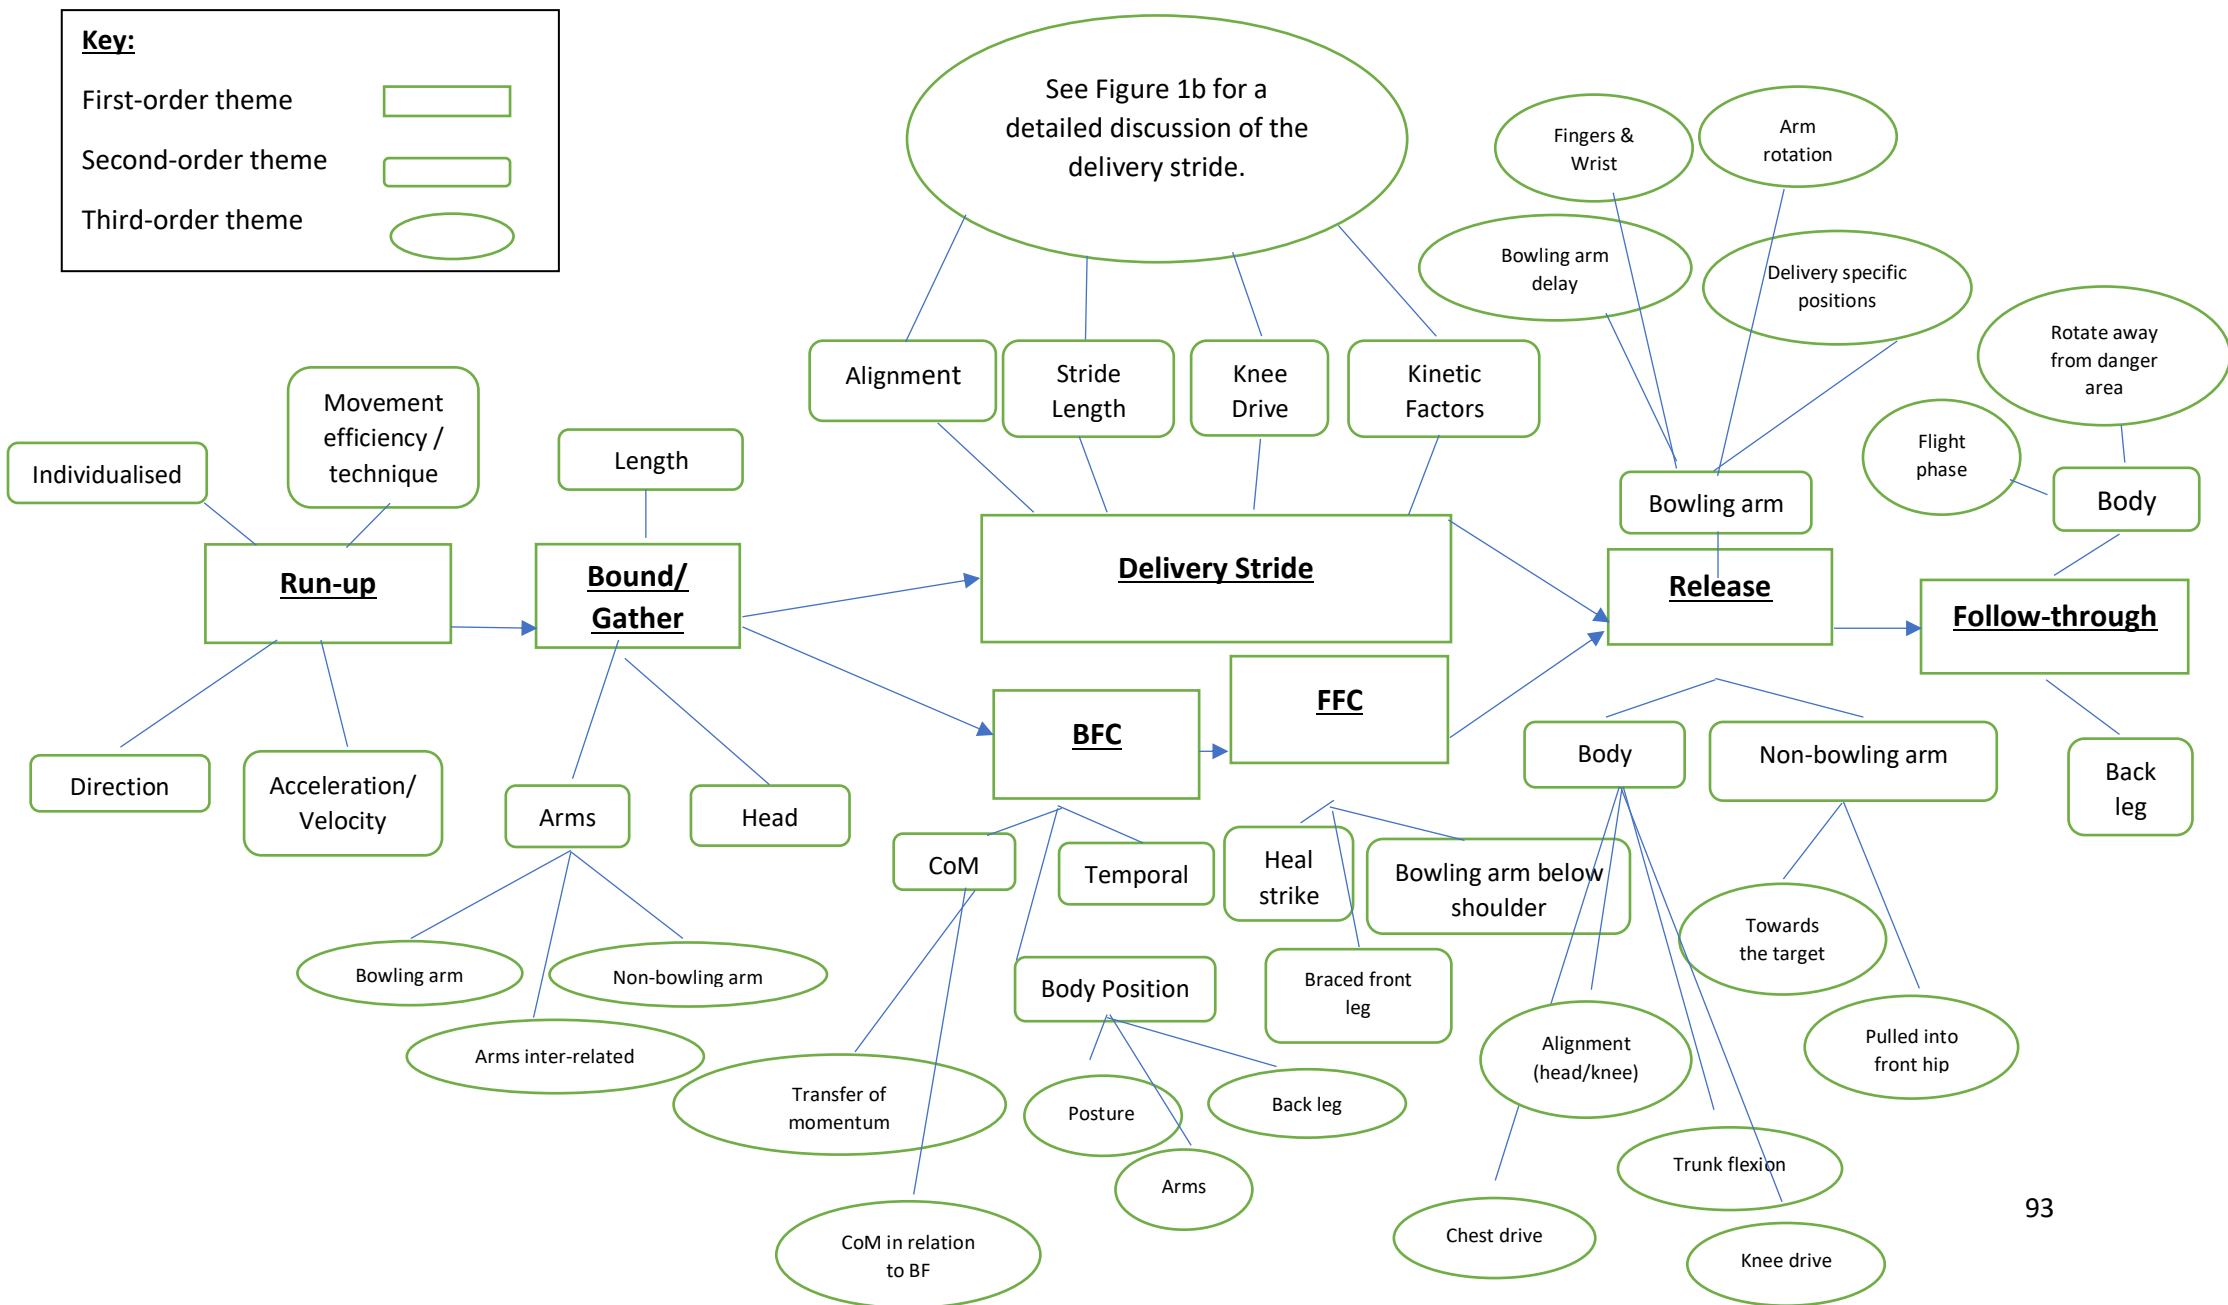 Key:
First-order theme
Second-order theme
Third-order theme
See Figure 1b for a
detailed discussion of the
delivery stride.
Fingers &
Wrist
Arm
rotation
Bowling arm
delay
Delivery specific
positions
Rotate away
from danger
area
Flight
phase
Alignment
Stride
Length
Knee
Drive
Kinetic
Factors
Individualised
Movement
efficiency /
technique
Length
Bowling arm
Body
Run-up
Bound/
Gather
Delivery Stride
Release
Follow-through
BFC
FFC
Direction
Acceleration/
Velocity
Arms
Head
CoM
Temporal
Heal
strike
Bowling arm below
shoulder
Body
Non-bowling arm
Back
leg
Bowling arm
Non-bowling arm
Arms inter-related
Body Position
Braced front
leg
Towards
the target
Alignment
(head/knee)
Pulled into
front hip
Transfer of
momentum
Posture
Back leg
Arms
Trunk flexion
CoM in relation
to BF
Chest drive
Knee drive
93